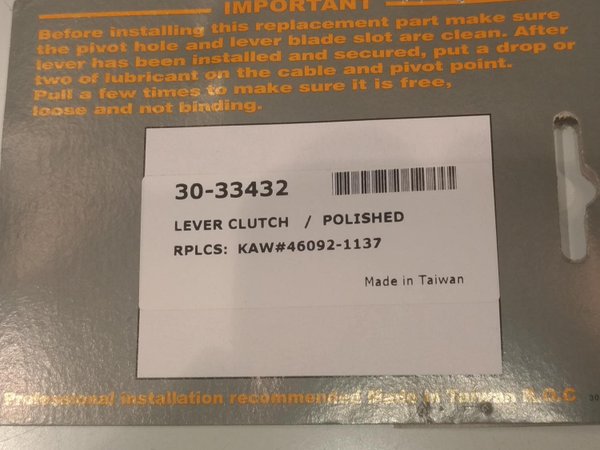 IMPORTANT
Before installing this replacement part make sure
the pivot hole and lever blade slot are clean. After
lever has been installed and secured, put a drop or
two of lubricant on the cable and pivot point.
Pull a few times to make sure it is free,
loose and not binding.
30-33432
LEVER CLUTCH / POLISHED
RPLCS: KAW#46092-1137
Made in Taiwan
Professional installation recommended Made in Taiwan R.O.C
30